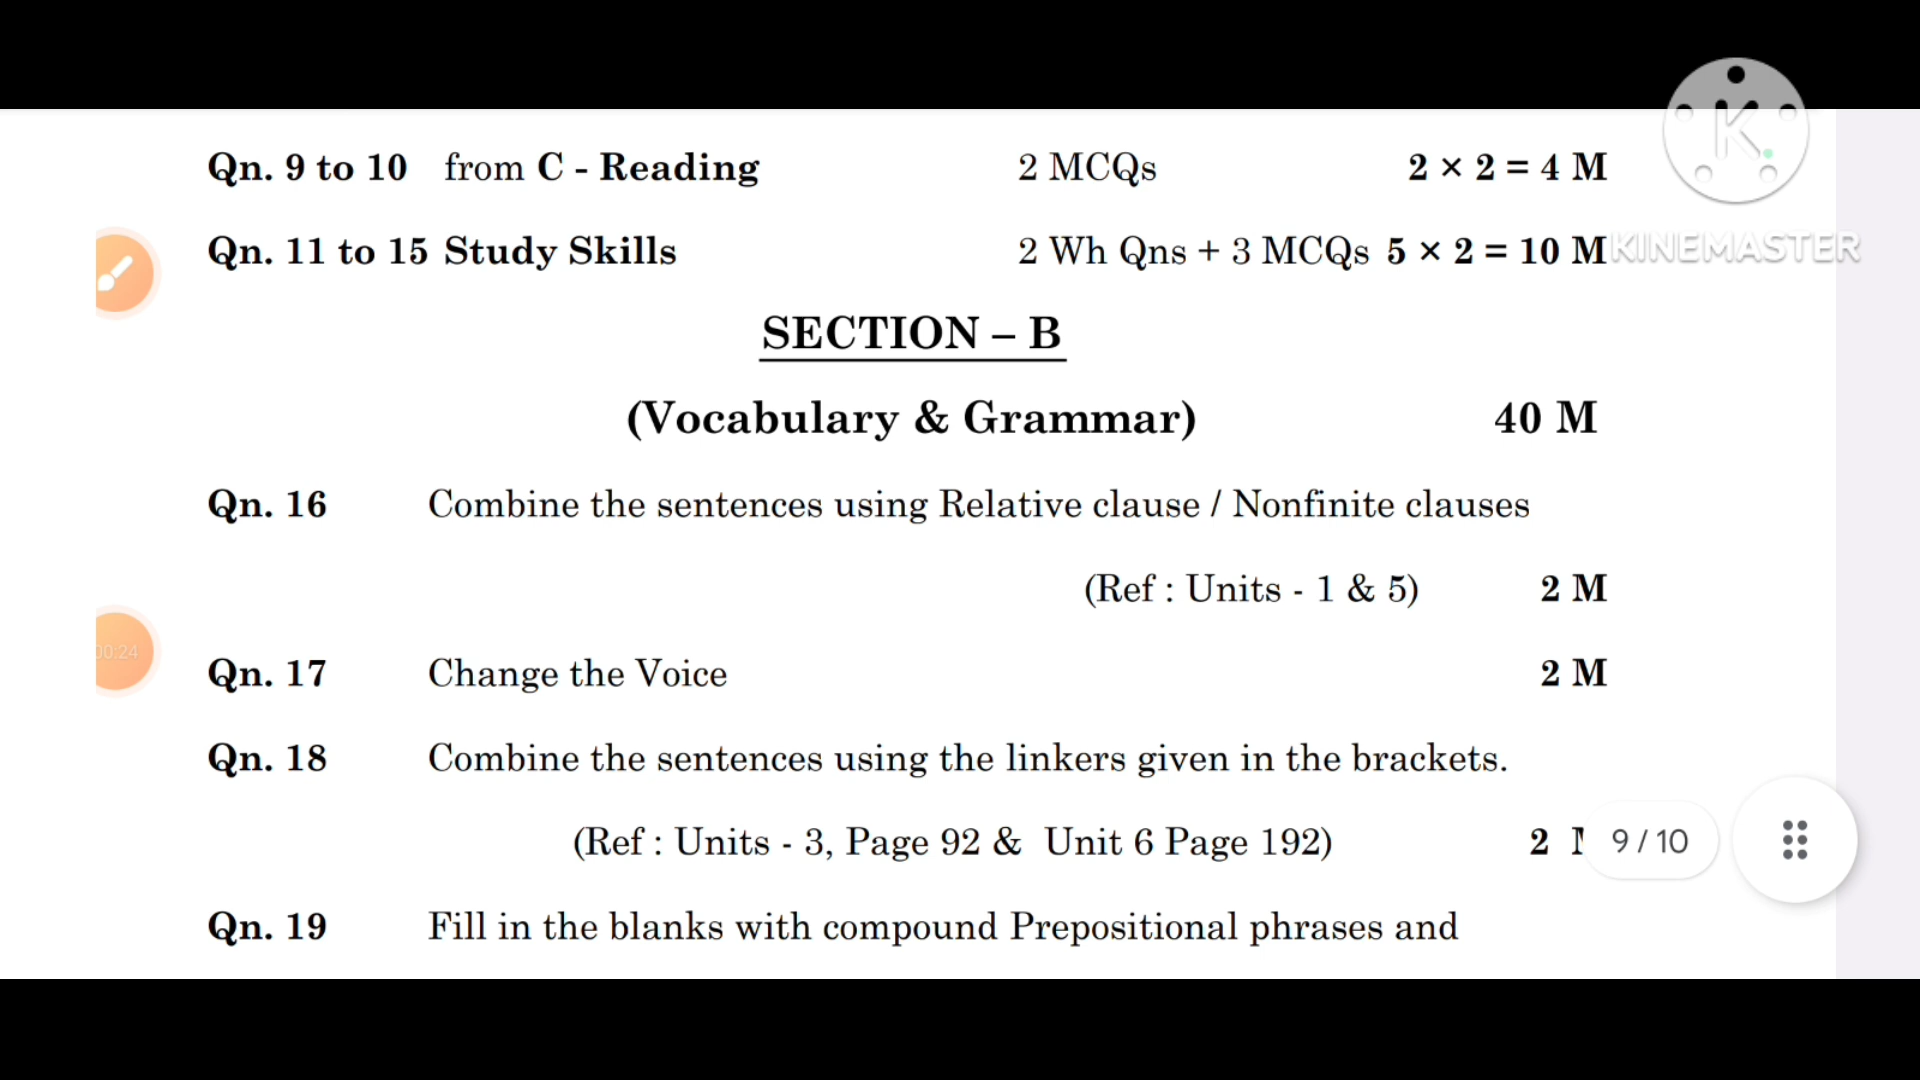 Qn. 9 to 10 from C - Reading 2 MCQs 2 × 2 = 4 M
Qn. 11 to 15 Study Skills 2 Wh Qns + 3 MCQs 5 × 2 = 10 M
KINEMASTER
SECTION – B
(Vocabulary & Grammar) 40 M
Qn. 16 Combine the sentences using Relative clause / Nonfinite clauses
(Ref : Units - 1 & 5) 2 M
00:24
Qn. 17 Change the Voice 2 M
Qn. 18 Combine the sentences using the linkers given in the brackets.
(Ref : Units - 3, Page 92 & Unit 6 Page 192) 2
9 / 10
Qn. 19 Fill in the blanks with compound Prepositional phrases and